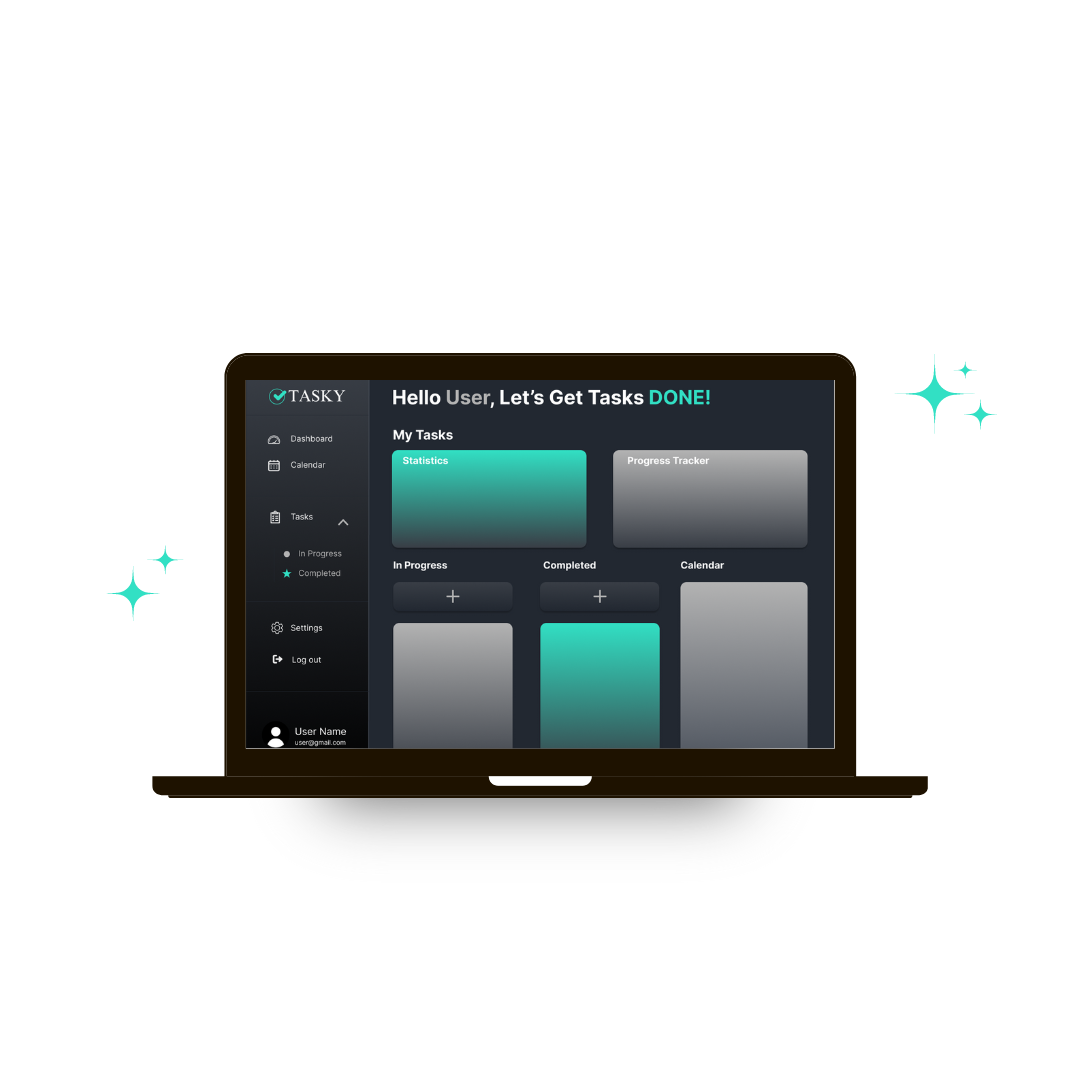 TASKY
Dashboard
Calendar
Tasks
In Progress
Completed
Settings
Log out
User Name
user@gmail.com
Hello User, Let’s Get Tasks DONE!
My Tasks
Statistics
Progress Tracker
In Progress
Completed
Calendar